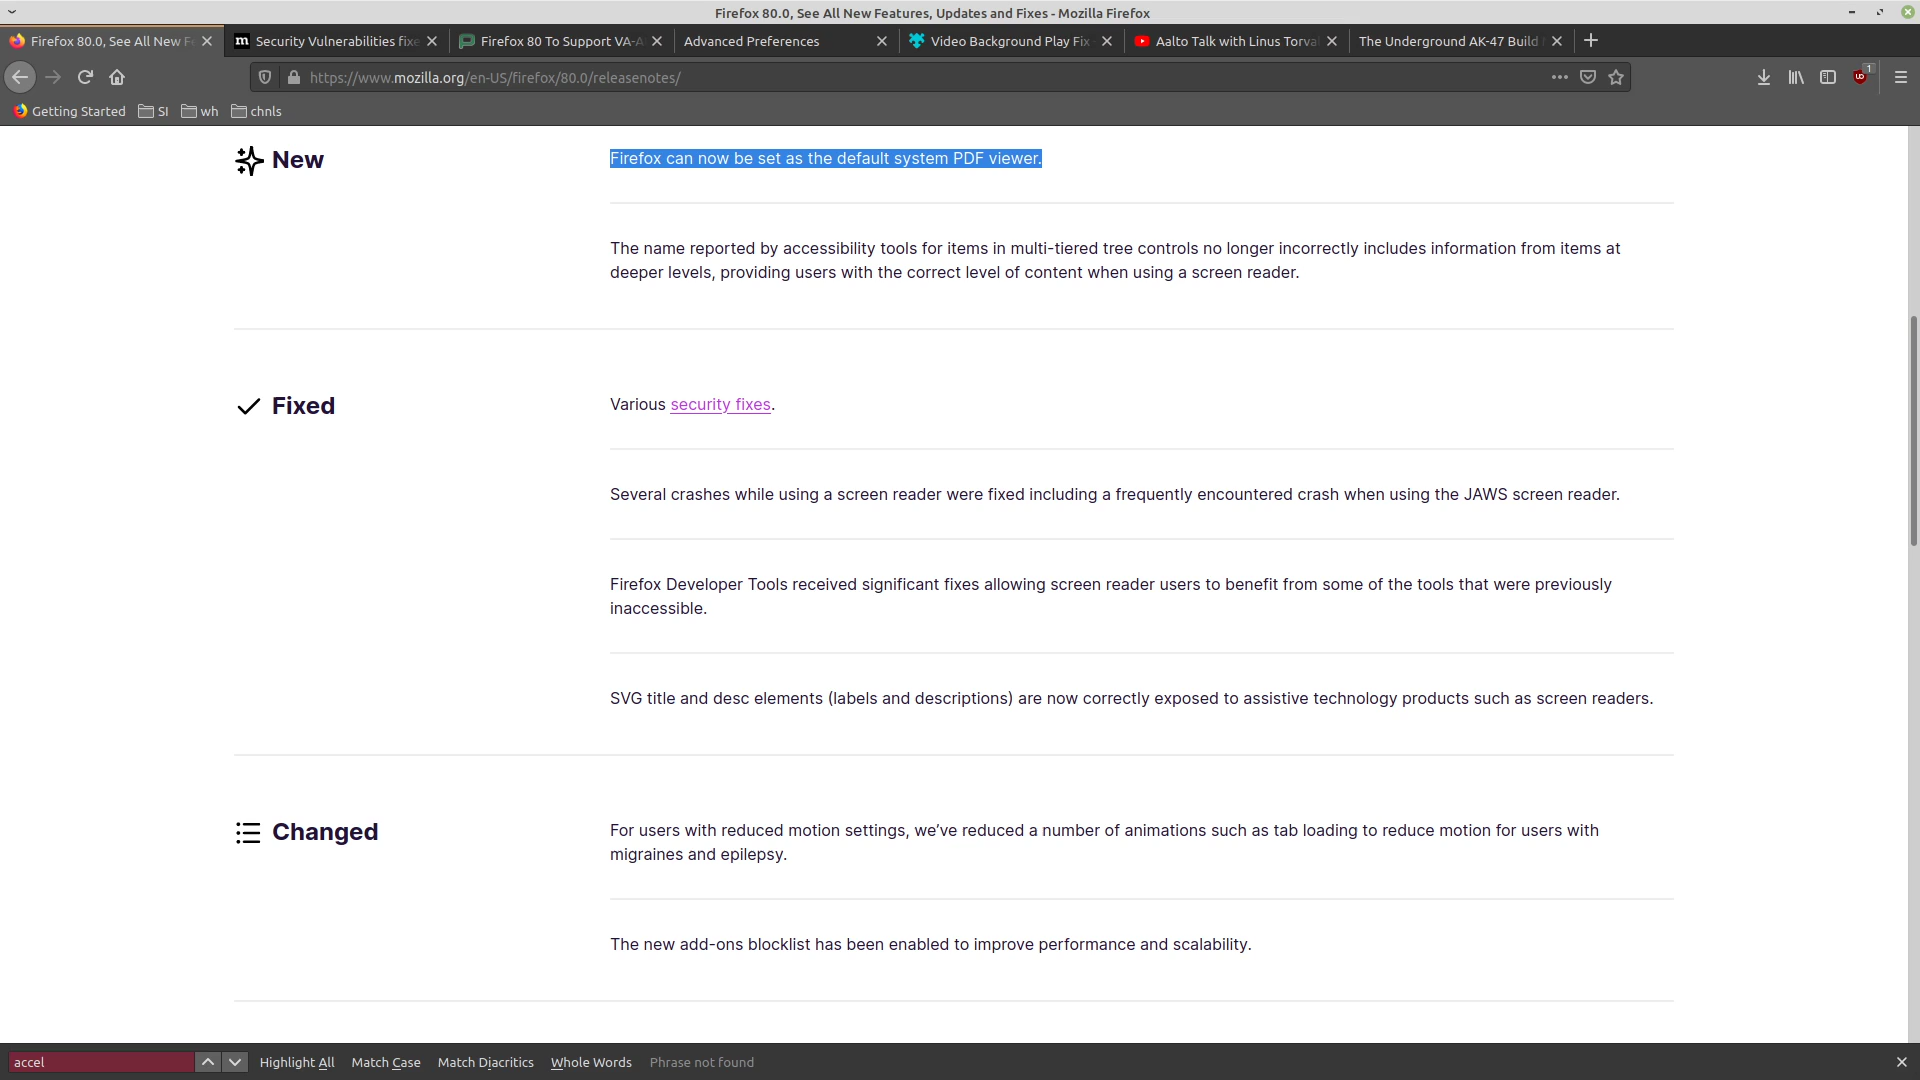 Firefox 80.0, See All New Features, Updates and Fixes - Mozilla Firefox
Firefox 80.0, See All New F
Security Vulnerabilities fixe
Firefox 80 To Support VA-A
Advanced Preferences
Video Background Play Fix
Aalto Talk with Linus Torva
The Underground AK-47 Build
https://www.mozilla.org/en-US/firefox/80.0/releasenotes/
1
Getting Started
SI
wh
chnls
New
Firefox can now be set as the default system PDF viewer.
The name reported by accessibility tools for items in multi-tiered tree controls no longer incorrectly includes information from items at
deeper levels, providing users with the correct level of content when using a screen reader.
Fixed
Various security fixes.
Several crashes while using a screen reader were fixed including a frequently encountered crash when using the JAWS screen reader.
Firefox Developer Tools received significant fixes allowing screen reader users to benefit from some of the tools that were previously
inaccessible.
SVG title and desc elements (labels and descriptions) are now correctly exposed to assistive technology products such as screen readers.
Changed
For users with reduced motion settings, we’ve reduced a number of animations such as tab loading to reduce motion for users with
migraines and epilepsy.
The new add-ons blocklist has been enabled to improve performance and scalability.
accel
Highlight All
Match Case
Match Diacritics
Whole Words
Phrase not found